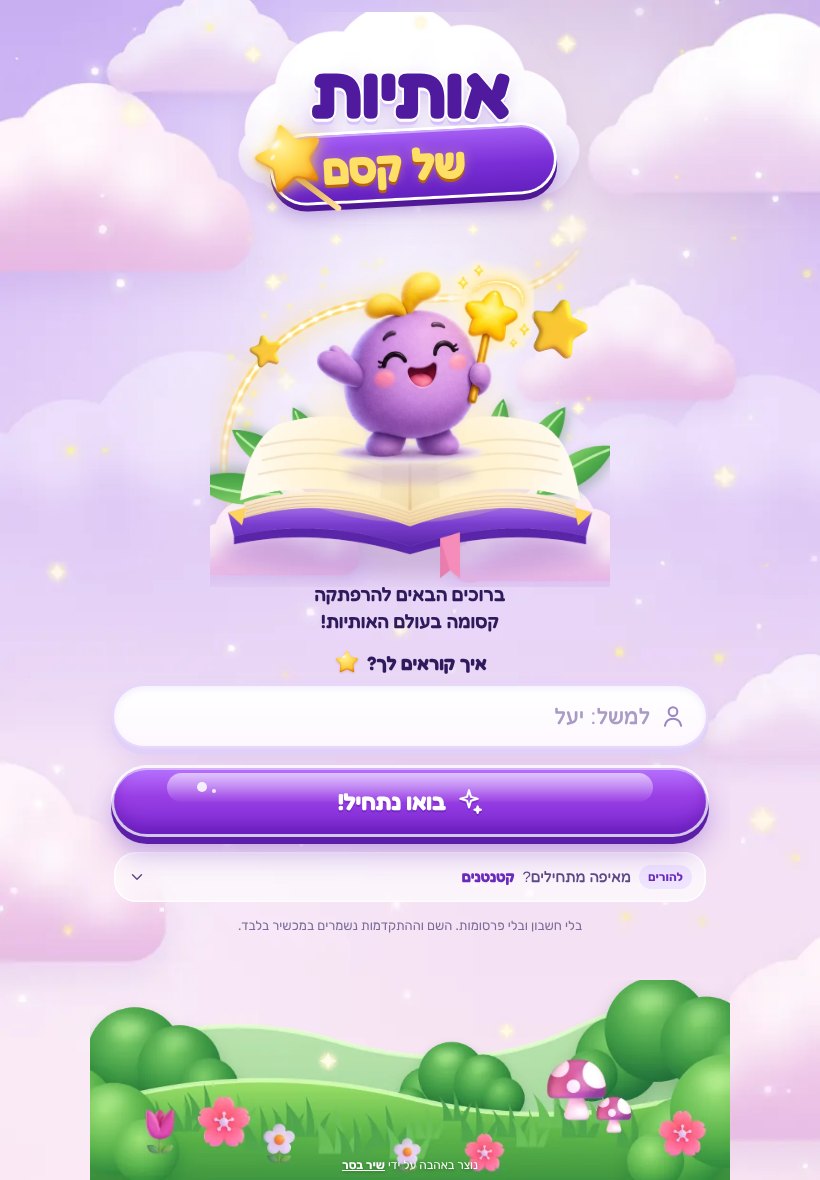 אותיות
של קסם
ברוכים הבאים להרפתקה
קסומה בעולם האותיות!
איך קוראים לך?
למשל: יעל
בואו נתחיל!
להורים מאיפה מתחילים? קטנטנים
בלי חשבון ובלי פרסומות. השם וההתקדמות נשמרים במכשיר בלבד.
נוצר באהבה על ידי שיר בסר